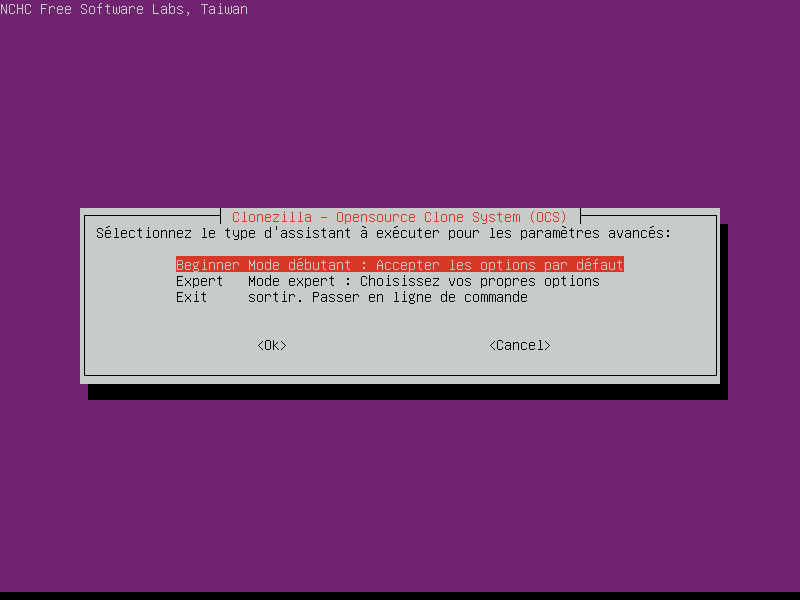 NCHC Free Software Labs, Taiwan
Clonezilla - Opensource Clone System (OCS)
Sélectionnez le type d'assistant à exécuter pour les paramètres avancés:
Beginner Mode débutant : Accepter les options par défaut
Expert Mode expert : Choisissez vos propres options
Exit sortir. Passer en ligne de commande
<Ok> <Cancel>